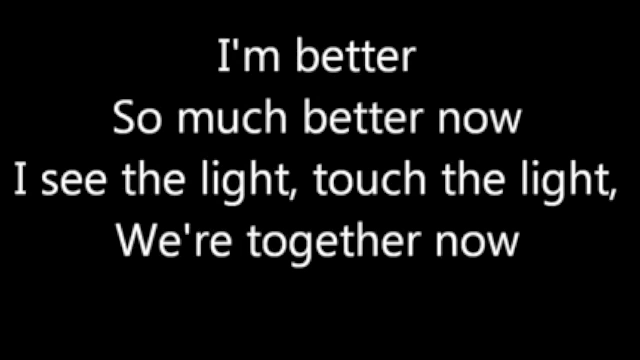 I'm better
So much better now
I see the light, touch the light,
We're together now